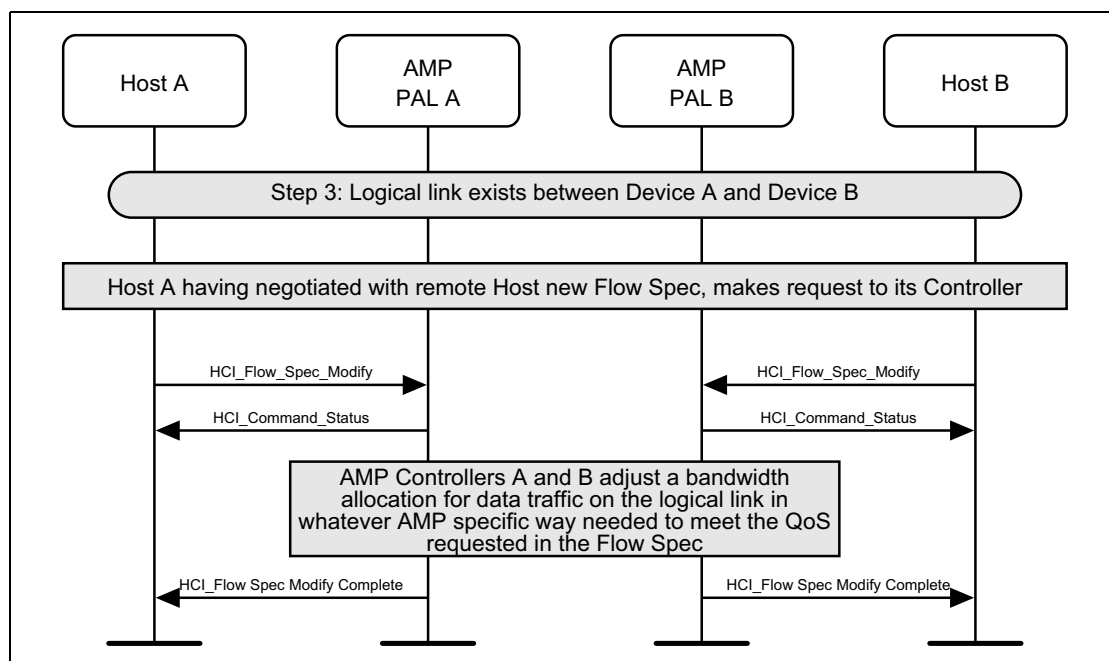 Host A
AMP
PAL A
AMP
PAL B
Host B
Step 3: Logical link exists between Device A and Device B
Host A having negotiated with remote Host new Flow Spec, makes request to its Controller
HCI_Flow_Spec_Modify
HCI_Flow_Spec_Modify
HCI_Command_Status
HCI_Command_Status
AMP Controllers A and B adjust a bandwidth
allocation for data traffic on the logical link in
whatever AMP specific way needed to meet the QoS
requested in the Flow Spec
HCI_Flow Spec Modify Complete
HCI_Flow Spec Modify Complete